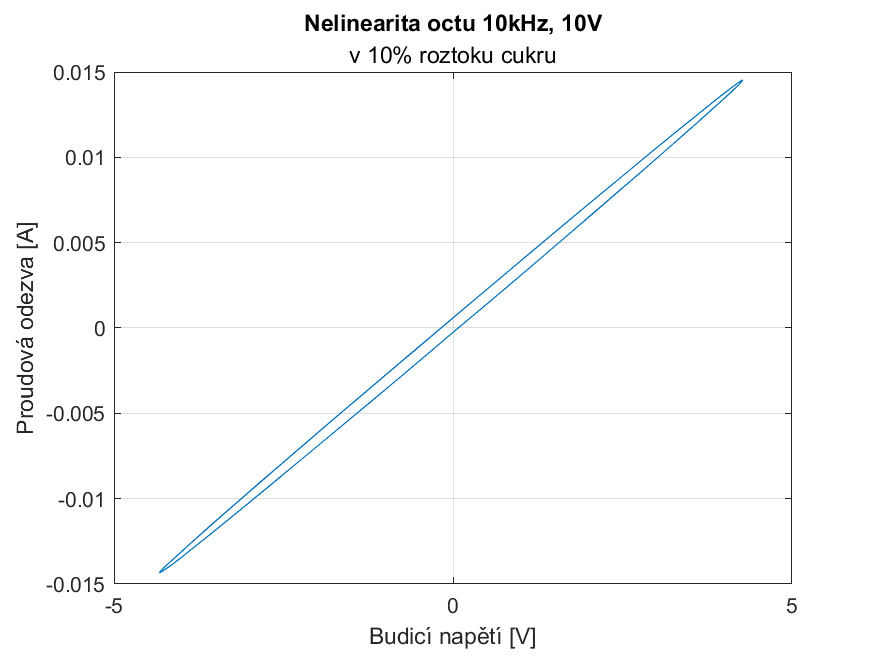 Nelinearita octu 10kHz, 10V
v 10% roztoku cukru
0.015
0.01
0.005
0
-0.005
-0.01
-0.015
Proudová odezva [A]
-5
0
5
Budicí napětí [V]